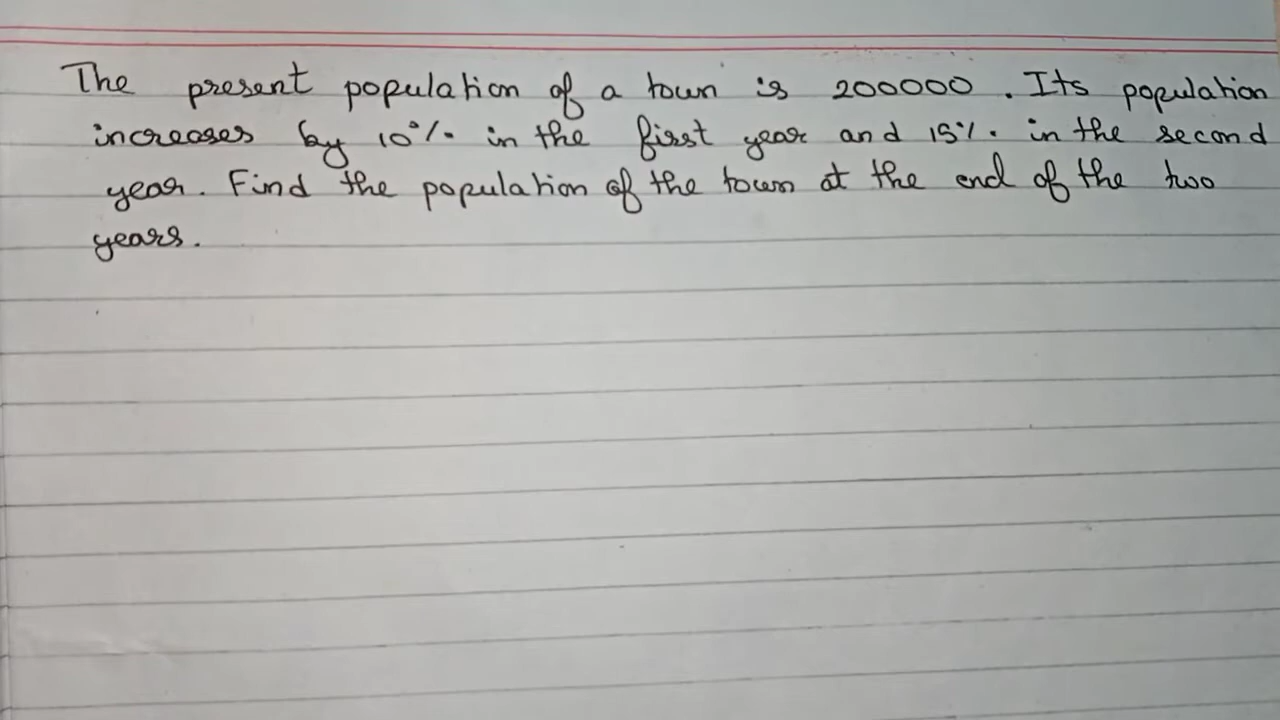 The present population of a town is 200000. Its population
increases by 10% in the first year and 15% in the second
year. Find the population of the town at the end of the two
years.